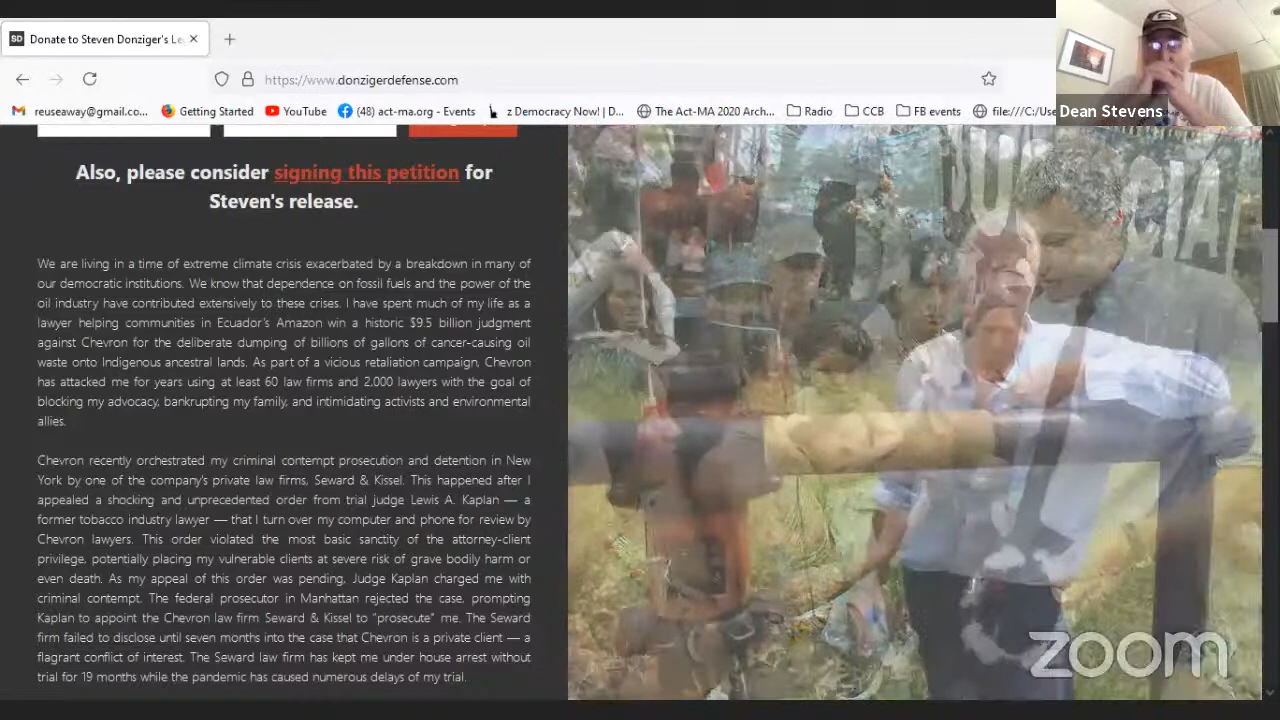 SD Donate to Steven Donziger's Le
https://www.donzigerdefense.com
reuseaway@gmail.co... Getting Started YouTube (48) act-ma.org - Events z Democracy Now! | D... The Act-MA 2020 Arch... Radio CCB FB events file:///C:/Use
Dean Stevens
Also, please consider signing this petition for
Steven's release.
We are living in a time of extreme climate crisis exacerbated by a breakdown in many of
our democratic institutions. We know that dependence on fossil fuels and the power of the
oil industry have contributed extensively to these crises. I have spent much of my life as a
lawyer helping communities in Ecuador's Amazon win a historic $9.5 billion judgment
against Chevron for the deliberate dumping of billions of gallons of cancer-causing oil
waste onto Indigenous ancestral lands. As part of a vicious retaliation campaign, Chevron
has attacked me for years using at least 60 law firms and 2,000 lawyers with the goal of
blocking my advocacy, bankrupting my family, and intimidating activists and environmental
allies.
Chevron recently orchestrated my criminal contempt prosecution and detention in New
York by one of the company's private law firms, Seward & Kissel. This happened after I
appealed a shocking and unprecedented order from trial judge Lewis A. Kaplan — a
former tobacco industry lawyer — that I turn over my computer and phone for review by
Chevron lawyers. This order violated the most basic sanctity of the attorney-client
privilege, potentially placing my vulnerable clients at severe risk of grave bodily harm or
even death. As my appeal of this order was pending, Judge Kaplan charged me with
criminal contempt. The federal prosecutor in Manhattan rejected the case, prompting
Kaplan to appoint the Chevron law firm Seward & Kissel to "prosecute" me. The Seward
firm failed to disclose until seven months into the case that Chevron is a private client — a
flagrant conflict of interest. The Seward law firm has kept me under house arrest without
trial for 19 months while the pandemic has caused numerous delays of my trial.
zoom